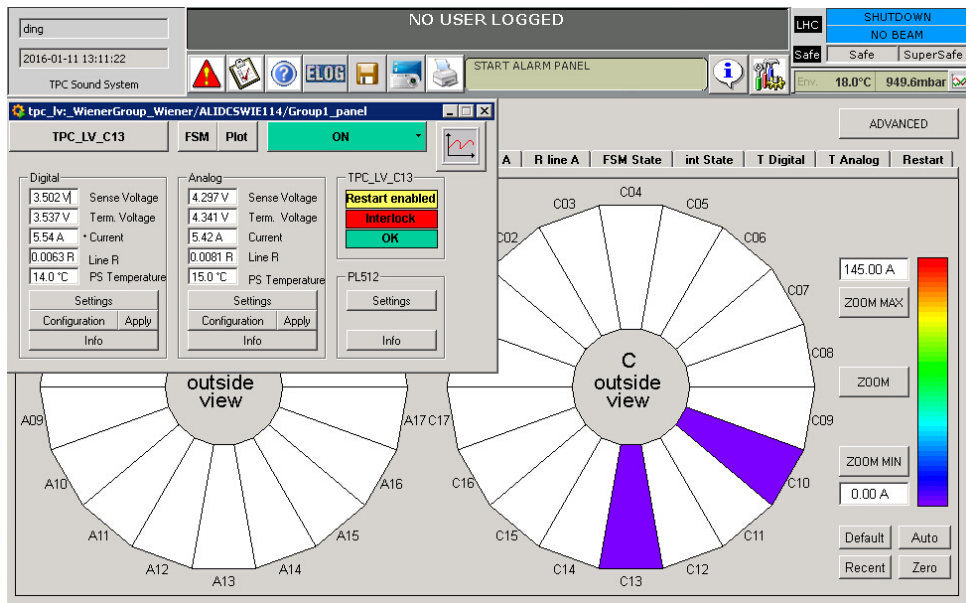 ding
2016-01-11 13:11:22
TPC Sound System
NO USER LOGGED
ELOG
START ALARM PANEL
LHC
SHUTDOWN
NO BEAM
Safe
Safe
SuperSafe
Env.
18.0°C
949.6mbar
tpc_lv:_WienerGroup_Wiener/ALIDCSWIE114/Group1_panel
TPC_LV_C13
FSM
Plot
ON
Digital
3.502 V
Sense Voltage
3.537 V
Term. Voltage
5.54 A
* Current
0.0063 R
Line R
14.0 °C
PS Temperature
Settings
Configuration
Apply
Info
Analog
4.297 V
Sense Voltage
4.341 V
Term. Voltage
5.42 A
Current
0.0081 R
Line R
15.0 °C
PS Temperature
Settings
Configuration
Apply
Info
TPC_LV_C13
Restart enabled
Interlock
OK
PL512
Settings
Info
ADVANCED
A
R line A
FSM State
int State
T Digital
T Analog
Restart
outside
view
A09
A10
A11
A12
A13
A14
A15
A16
A17
C
outside
view
C02
C03
C04
C05
C06
C07
C08
C09
C10
C11
C12
C13
C14
C15
C16
C17
145.00 A
ZOOM MAX
ZOOM
ZOOM MIN
0.00 A
Default
Auto
Recent
Zero